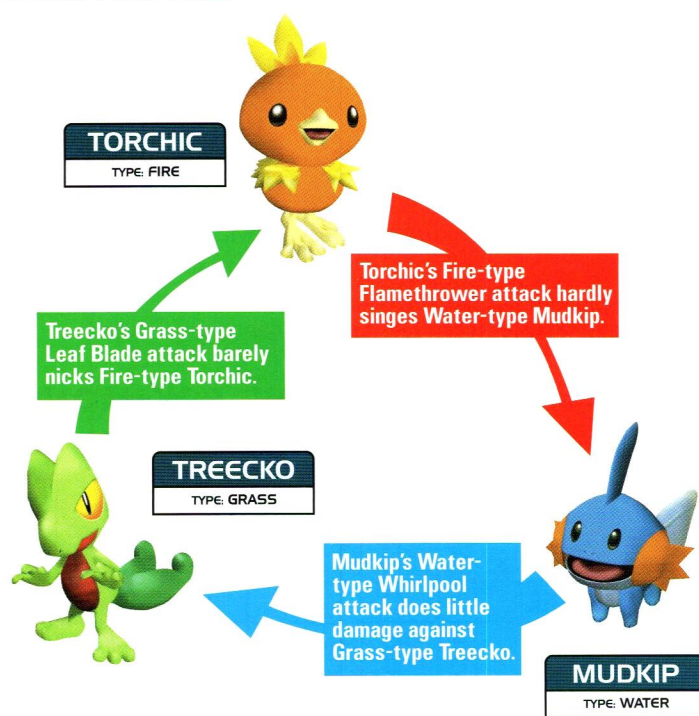 TORCHIC
TYPE: FIRE
Torchic's Fire-type
Flamethrower attack hardly
singes Water-type Mudkip.
Treecko's Grass-type
Leaf Blade attack barely
nicks Fire-type Torchic.
TREECKO
TYPE: GRASS
Mudkip's Water-
type Whirlpool
attack does little
damage against
Grass-type Treecko.
MUDKIP
TYPE: WATER